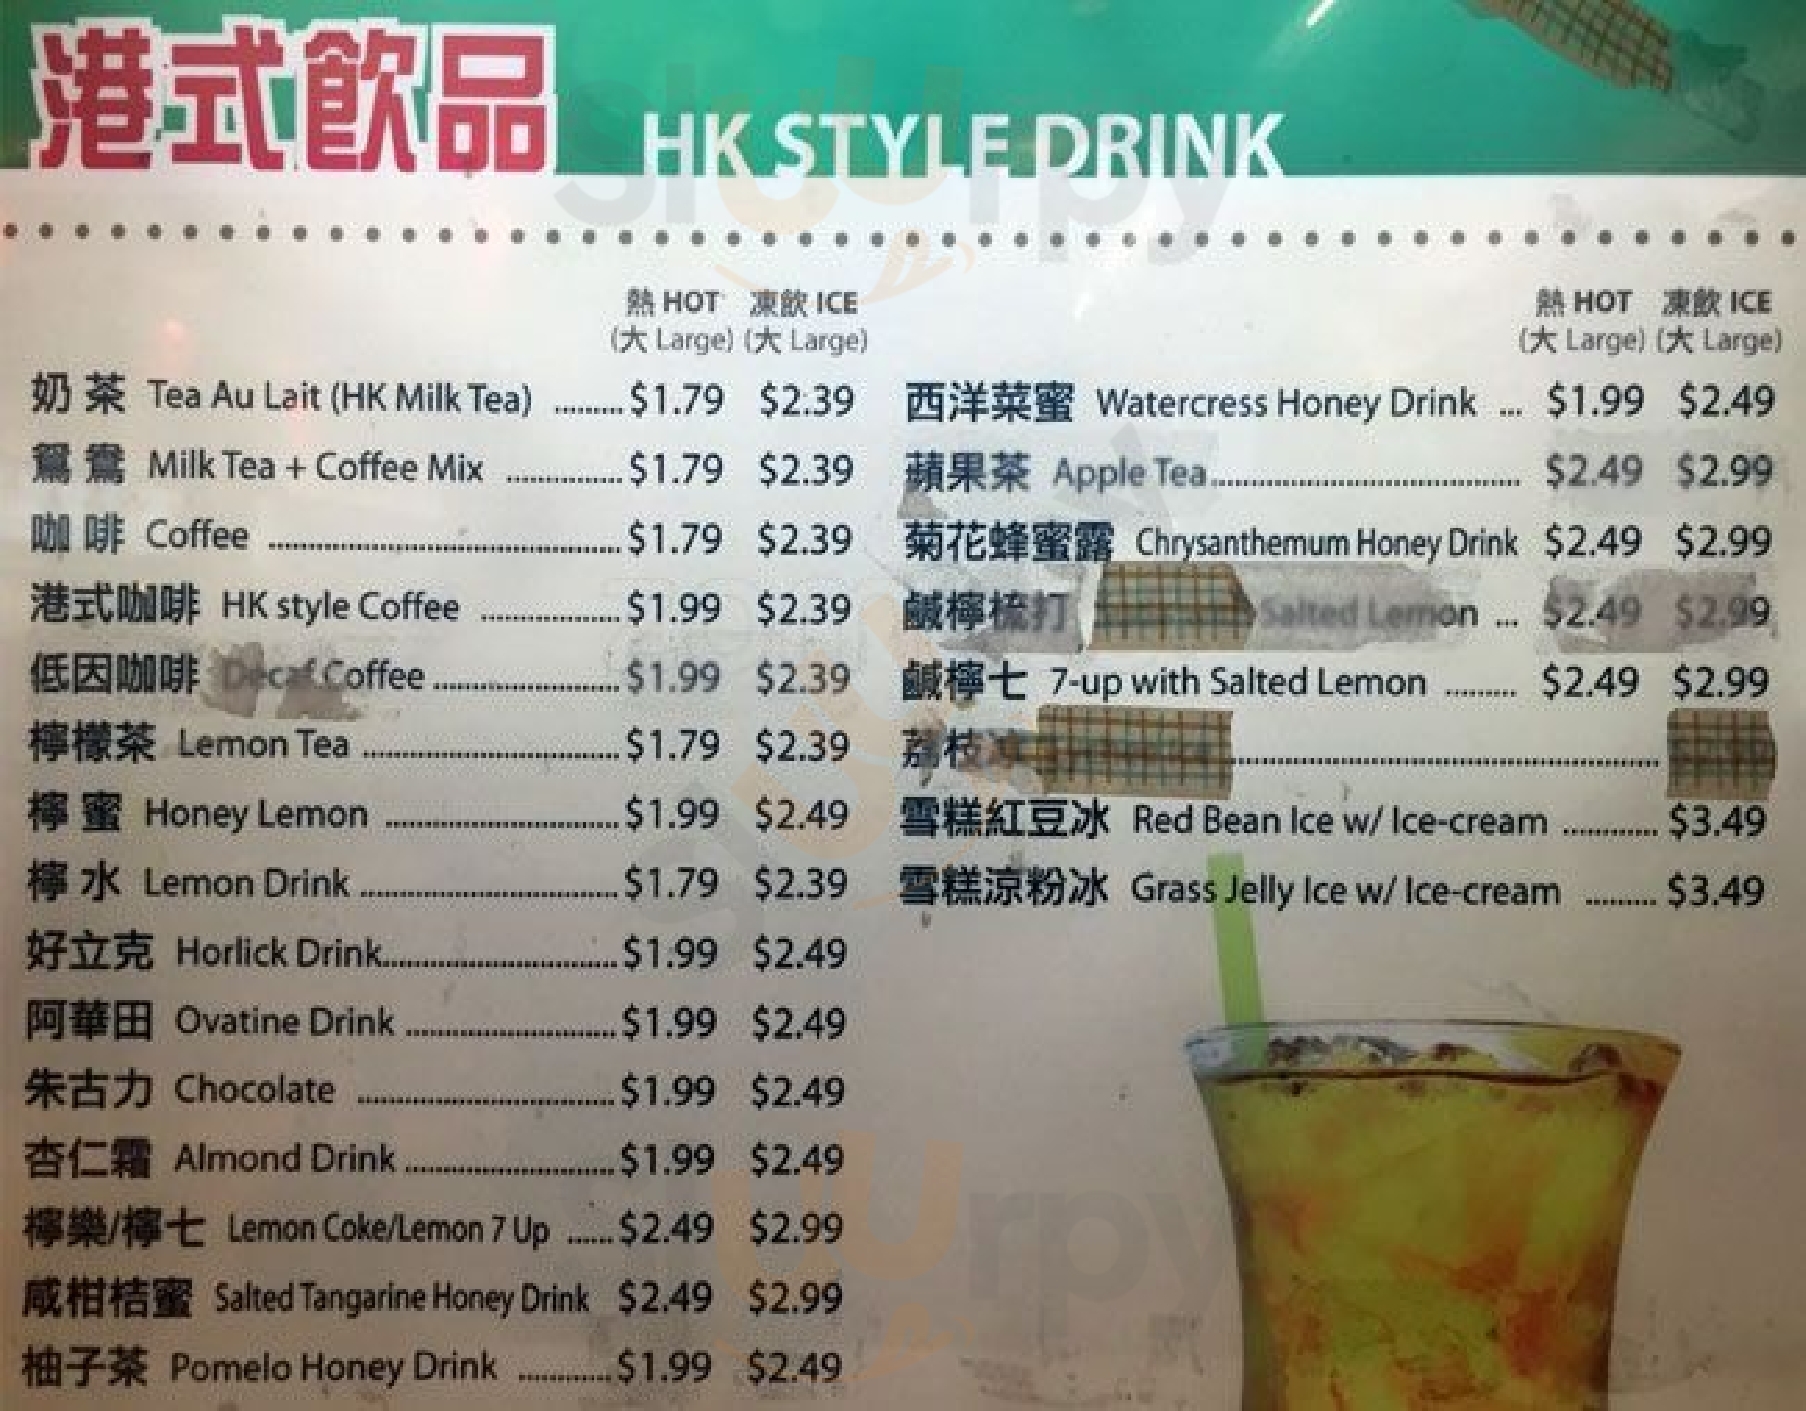 港式飲品 HK STYLE DRINK
熱 HOT 凍飲 ICE
(大 Large) (大 Large)
奶茶 Tea Au Lait (HK Milk Tea) ......... $1.79 $2.39
鴛鴦 Milk Tea + Coffee Mix ......... $1.79 $2.39
咖啡 Coffee ......... $1.79 $2.39
港式咖啡 HK style Coffee ......... $1.99 $2.39
低因咖啡 Decaf Coffee ......... $1.99 $2.39
檸檬茶 Lemon Tea ......... $1.79 $2.39
檸蜜 Honey Lemon ......... $1.99 $2.49
檸水 Lemon Drink ......... $1.79 $2.39
好立克 Horlick Drink ......... $1.99 $2.49
阿華田 Ovatine Drink ......... $1.99 $2.49
朱古力 Chocolate ......... $1.99 $2.49
杏仁霜 Almond Drink ......... $1.99 $2.49
檸樂/檸七 Lemon Coke/Lemon 7 Up ...... $2.49 $2.99
咸柑桔蜜 Salted Tangarine Honey Drink $2.49 $2.99
柚子茶 Pomelo Honey Drink ......... $1.99 $2.49
熱 HOT 凍飲 ICE
(大 Large) (大 Large)
西洋菜蜜 Watercress Honey Drink ... $1.99 $2.49
蘋果茶 Apple Tea ......... $2.49 $2.99
菊花蜂蜜露 Chrysanthemum Honey Drink $2.49 $2.99
鹹檸梳打 Salted Lemon ... $2.49 $2.99
鹹檸七 7-up with Salted Lemon ......... $2.49 $2.99
荔枝冰 .........
雪糕紅豆冰 Red Bean Ice w/ Ice-cream ......... $3.49
雪糕涼粉冰 Grass Jelly Ice w/ Ice-cream ......... $3.49